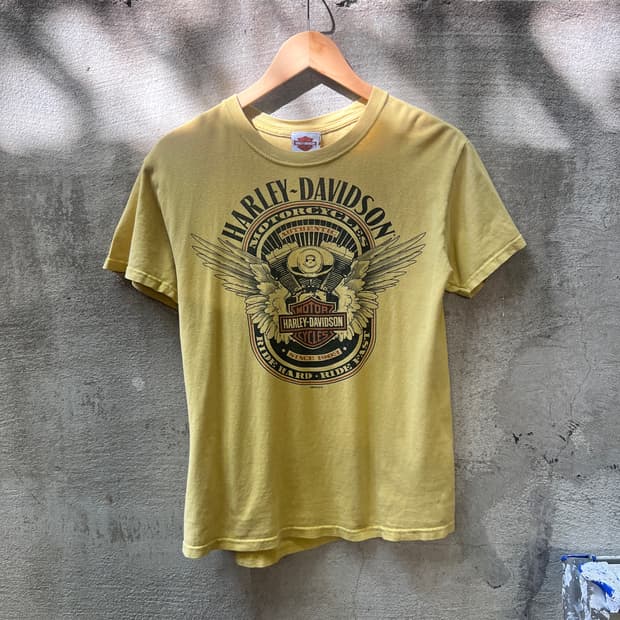 HARLEY-DAVIDSON
MOTORCYCLES
AUTHENTIC
MOTOR
HARLEY-DAVIDSON
CYCLES
SINCE 1903
RIDE HARD · RIDE FAST